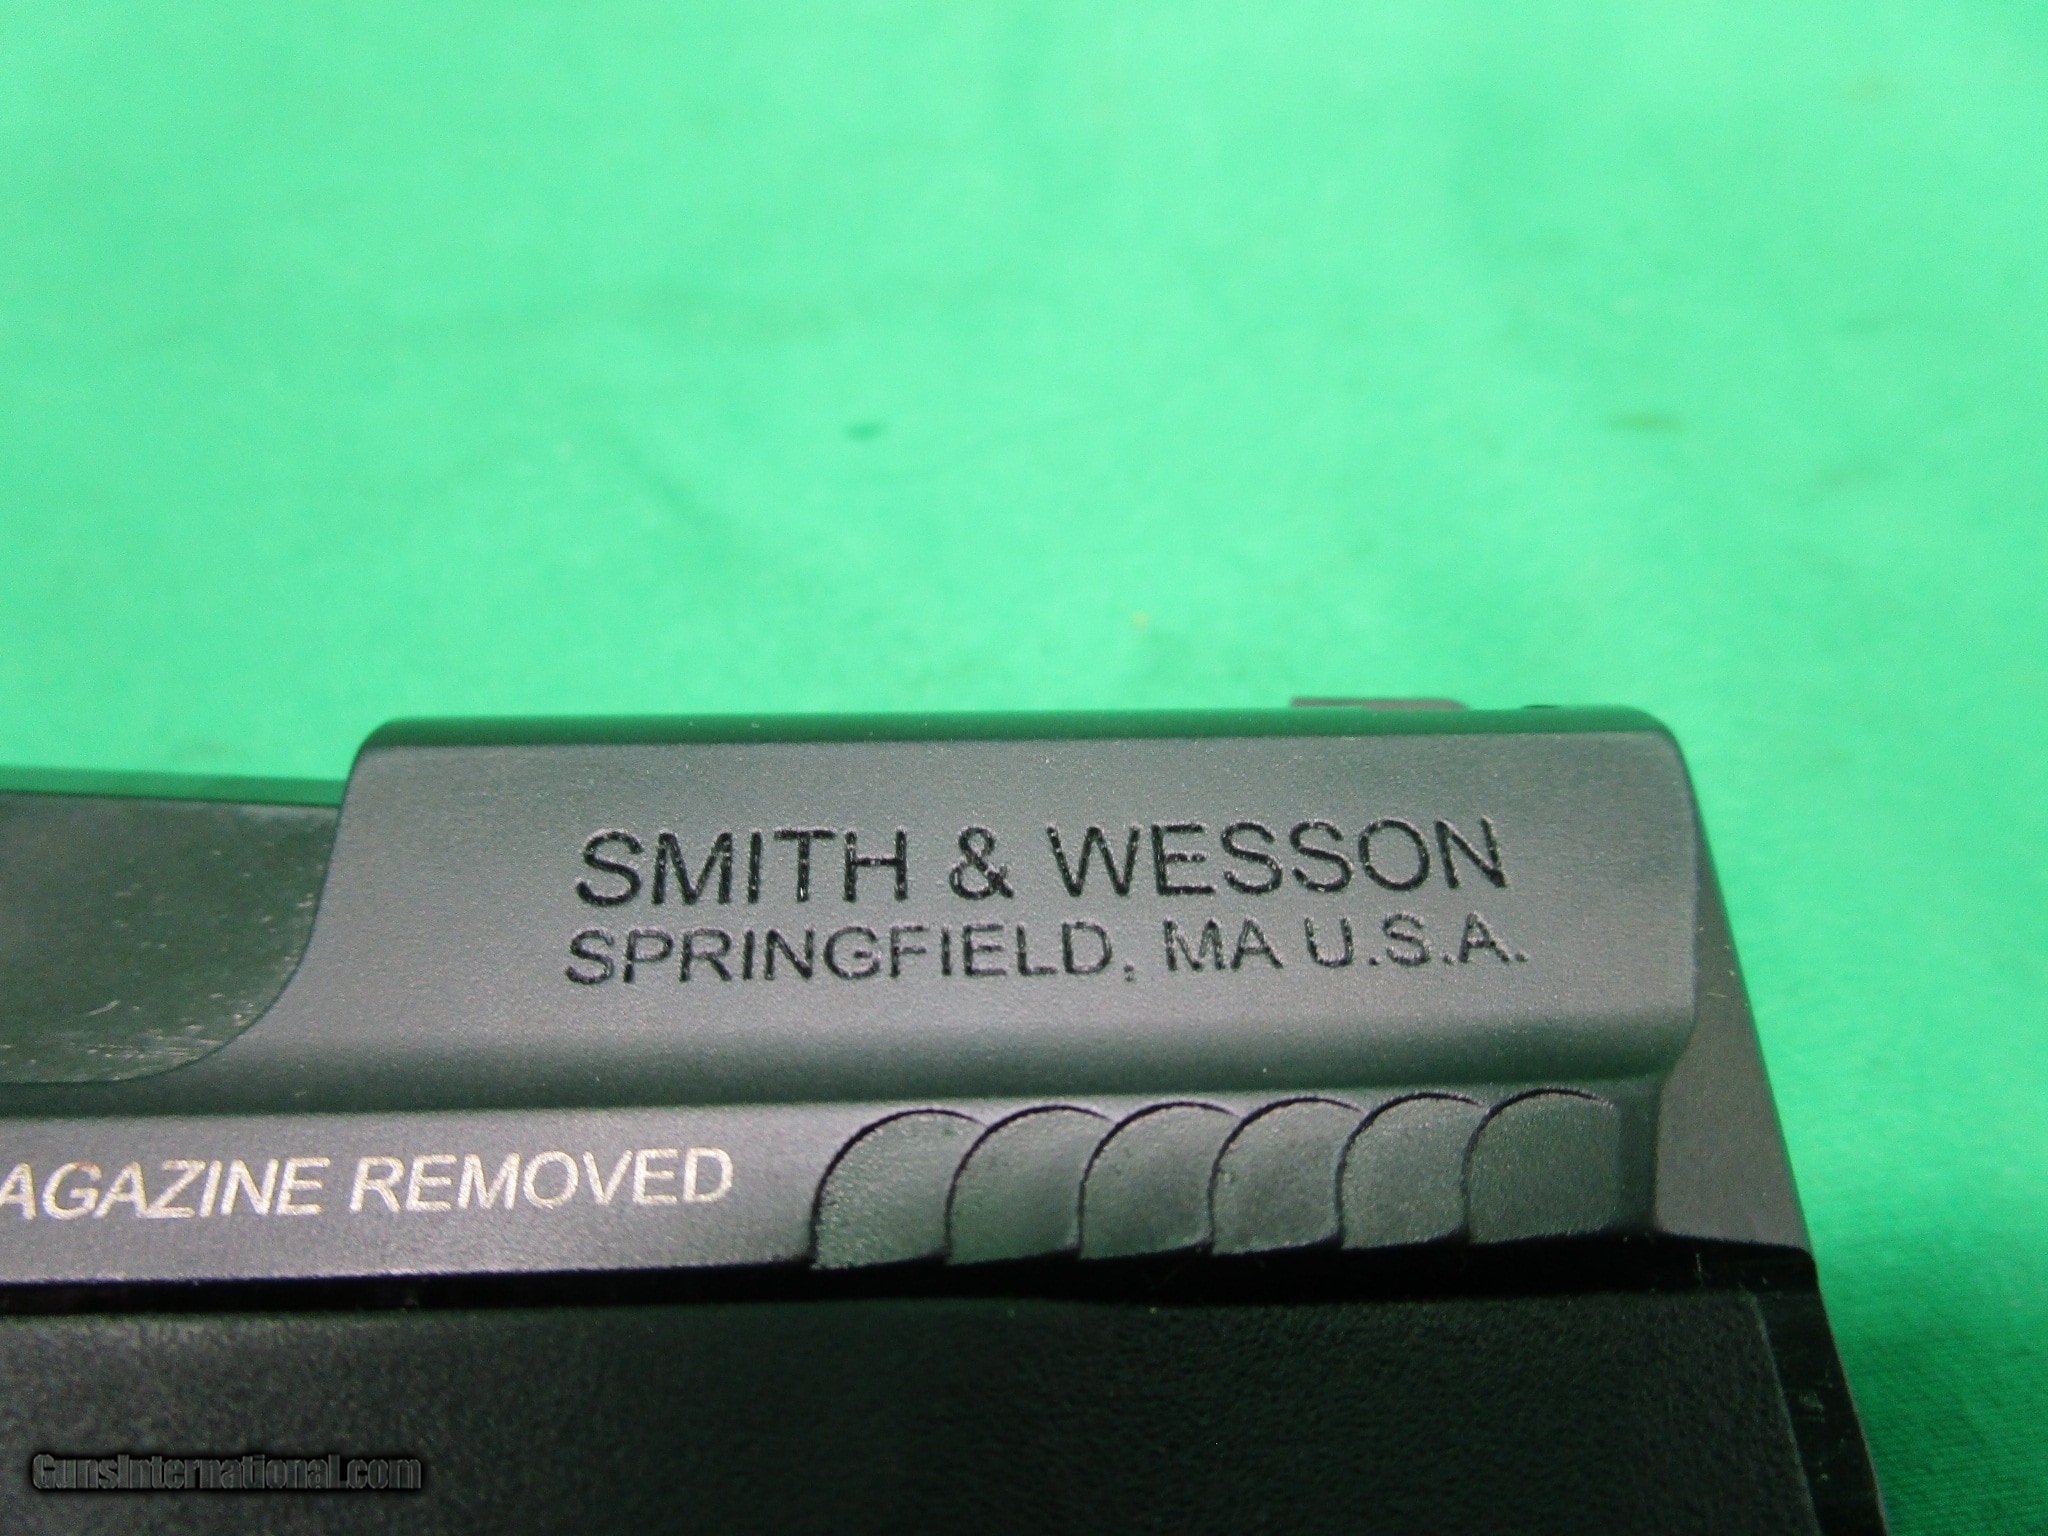 SMITH & WESSON
SPRINGFIELD, MA U.S.A.
AGAZINE REMOVED
GunsInternational.com